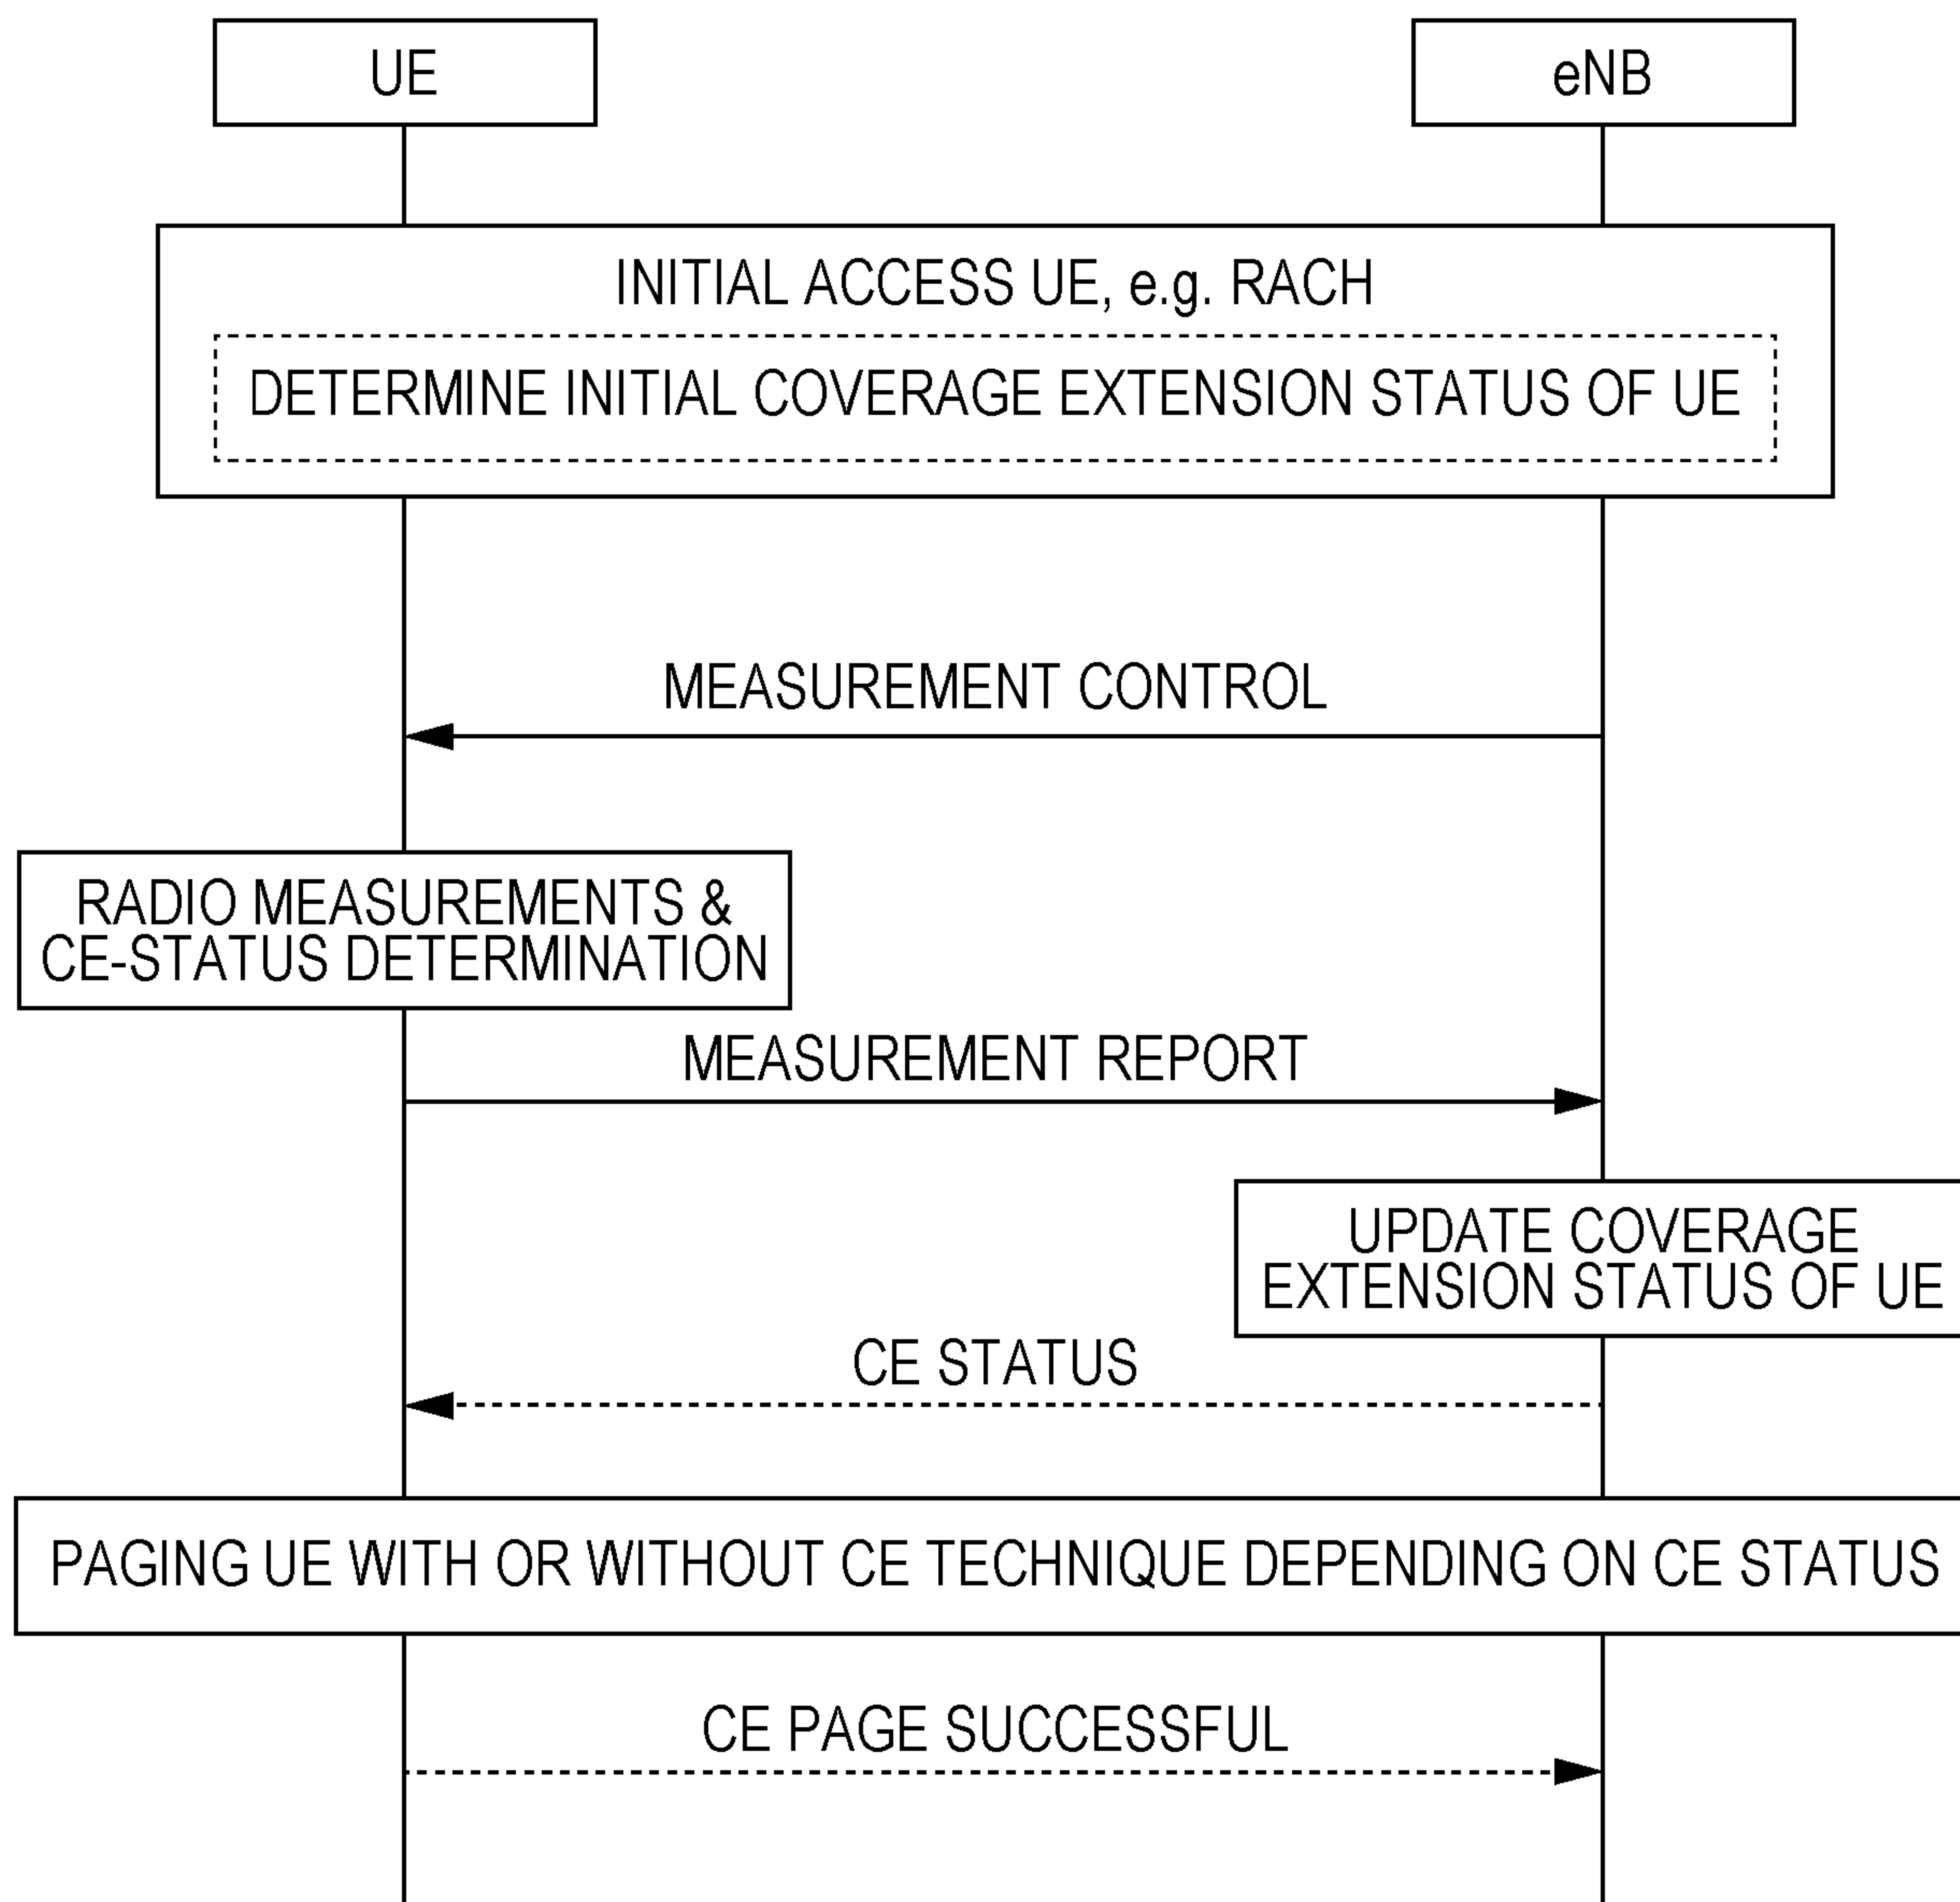 UE
eNB
INITIAL ACCESS UE, e.g. RACH
DETERMINE INITIAL COVERAGE EXTENSION STATUS OF UE
MEASUREMENT CONTROL
RADIO MEASUREMENTS &
CE-STATUS DETERMINATION
MEASUREMENT REPORT
UPDATE COVERAGE
EXTENSION STATUS OF UE
CE STATUS
PAGING UE WITH OR WITHOUT CE TECHNIQUE DEPENDING ON CE STATUS
CE PAGE SUCCESSFUL